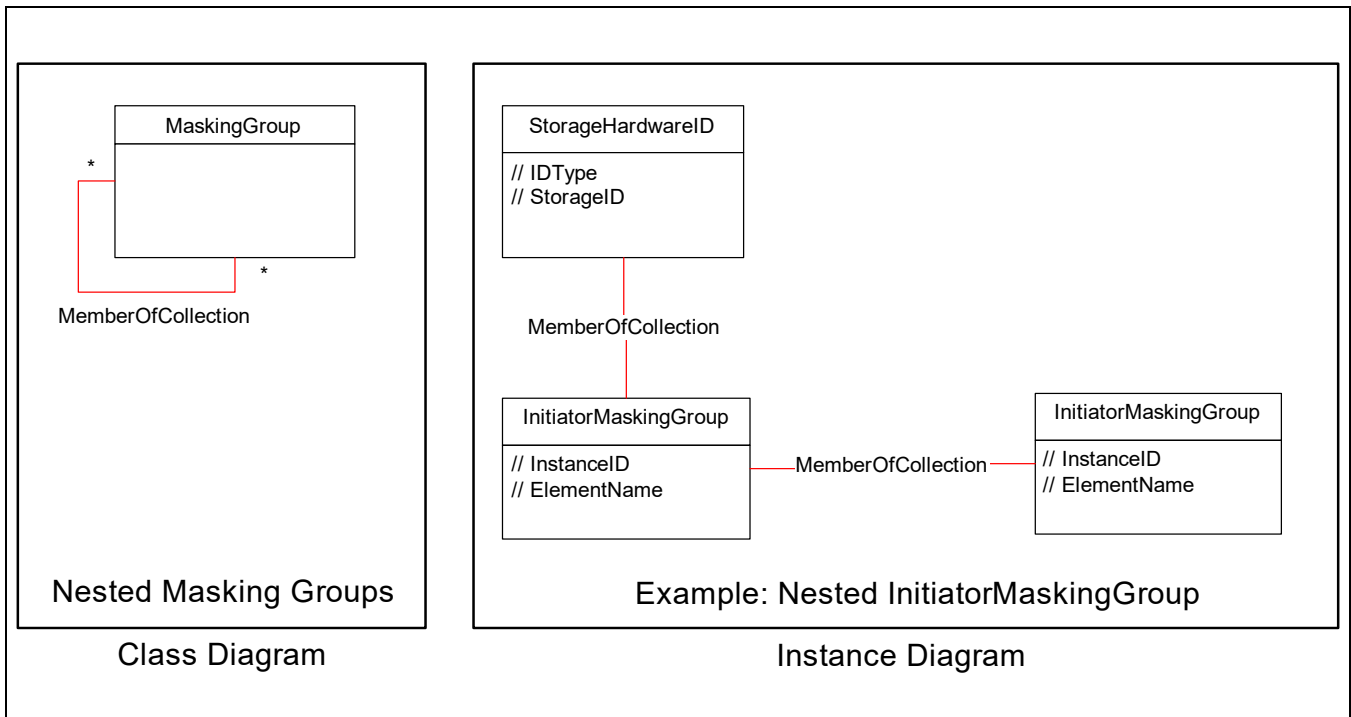 MaskingGroup
*
*
MemberOfCollection
Nested Masking Groups
Class Diagram
StorageHardwareID
// IDType
// StorageID
MemberOfCollection
InitiatorMaskingGroup
// InstanceID
// ElementName
MemberOfCollection
InitiatorMaskingGroup
// InstanceID
// ElementName
Example: Nested InitiatorMaskingGroup
Instance Diagram